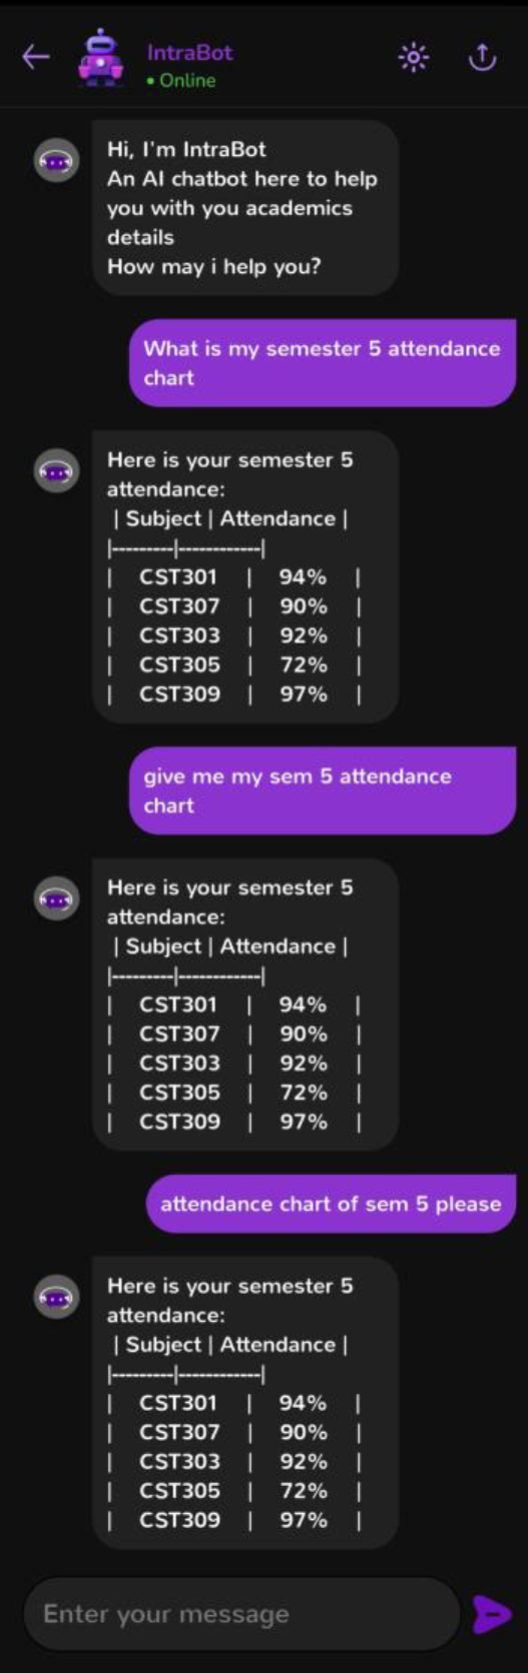 IntraBot
• Online
Hi, I'm IntraBot
An AI chatbot here to help
you with you academics
details
How may i help you?
What is my semester 5 attendance
chart
Here is your semester 5
attendance:
| Subject | Attendance |
|---------|------------|
| CST301 | 94% |
| CST307 | 90% |
| CST303 | 92% |
| CST305 | 72% |
| CST309 | 97% |
give me my sem 5 attendance
chart
Here is your semester 5
attendance:
| Subject | Attendance |
|---------|------------|
| CST301 | 94% |
| CST307 | 90% |
| CST303 | 92% |
| CST305 | 72% |
| CST309 | 97% |
attendance chart of sem 5 please
Here is your semester 5
attendance:
| Subject | Attendance |
|---------|------------|
| CST301 | 94% |
| CST307 | 90% |
| CST303 | 92% |
| CST305 | 72% |
| CST309 | 97% |
Enter your message